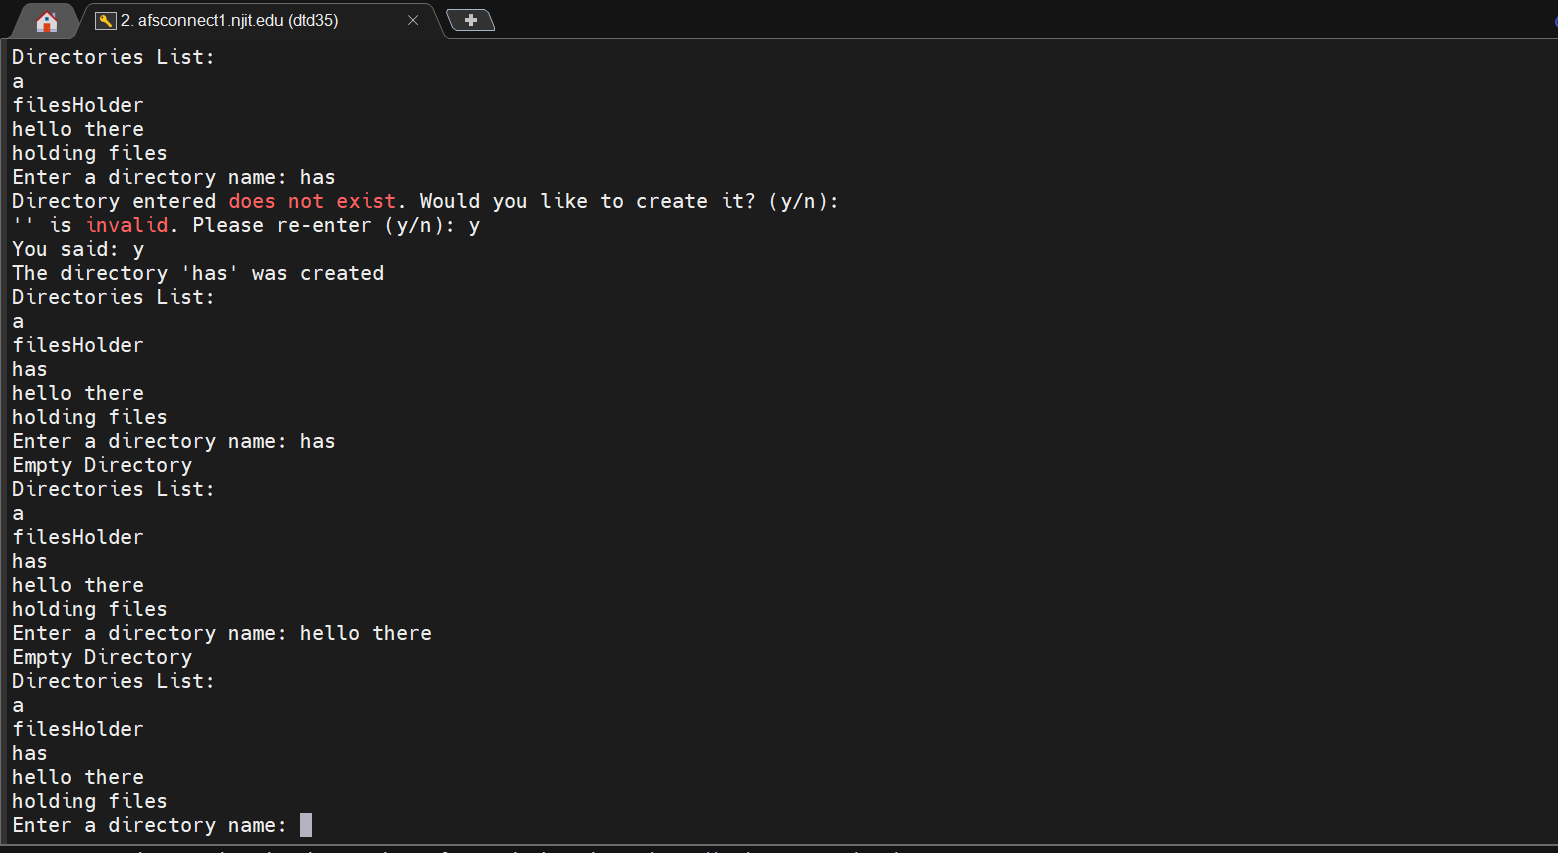 2. afsconnect1.njit.edu (dtd35)
Directories List:
a
filesHolder
hello there
holding files
Enter a directory name: has
Directory entered does not exist. Would you like to create it? (y/n):
'' is invalid. Please re-enter (y/n): y
You said: y
The directory 'has' was created
Directories List:
a
filesHolder
has
hello there
holding files
Enter a directory name: has
Empty Directory
Directories List:
a
filesHolder
has
hello there
holding files
Enter a directory name: hello there
Empty Directory
Directories List:
a
filesHolder
has
hello there
holding files
Enter a directory name: